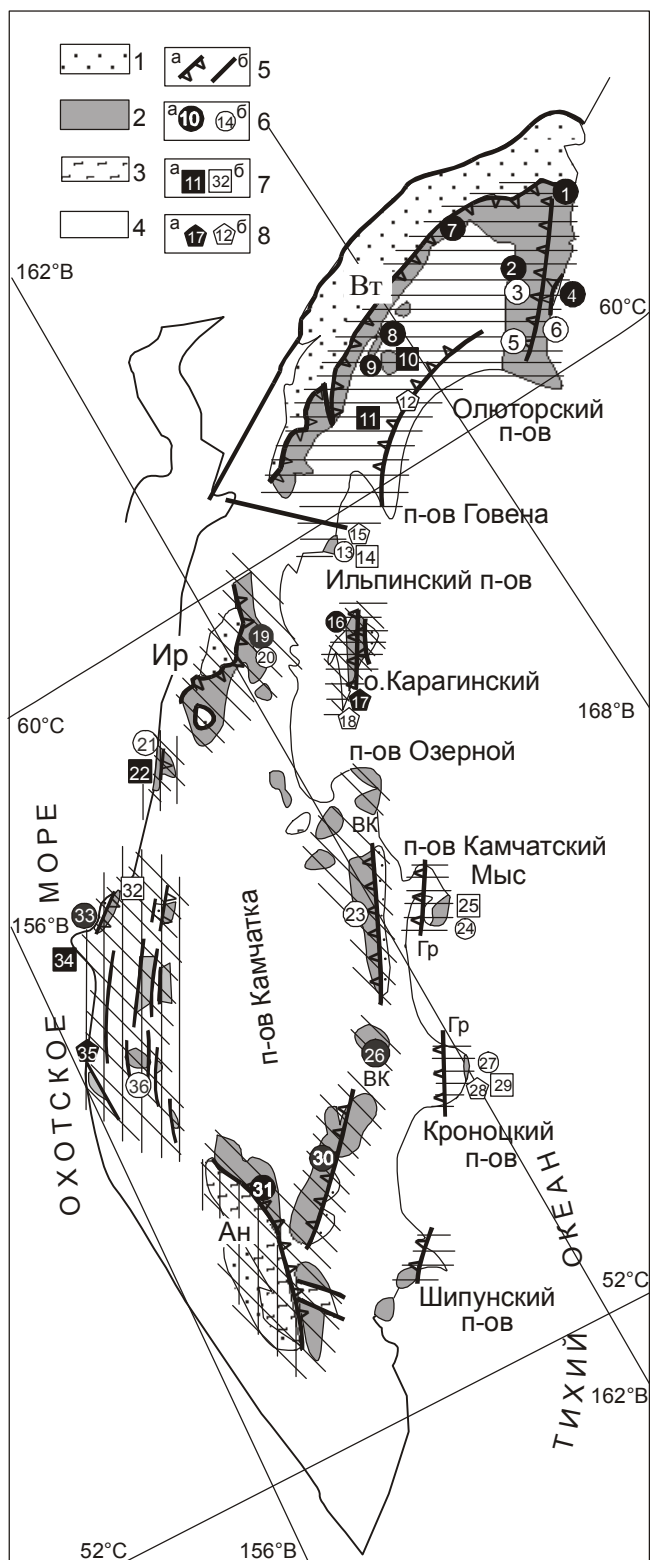 1
а
б
5
2
а
10
14
б
6
3
а
11
32
б
7
4
а
17
12
б
8
162°В
1
7
Вт
2
3
4
60°С
8
6
5
9
10
12
Олюторский
п-ов
11
п-ов Говена
15
13
14
Ильпинский п-ов
16
19
20
Ир
о.Карагинский
17
18
168°В
60°С
21
22
п-ов Озерной
ВК
п-ов Камчатский
Мыс
МОРЕ
32
33
156°В
23
25
24
34
Гр
п-ов Камчатка
Гр
26
27
35
ВК
28
29
36
Кроноцкий
п-ов
ОХОТСКОЕ
30
31
Ан
ОКЕАН
52°С
Шипунский
п-ов
ТИХИЙ
162°В
52°С
156°В